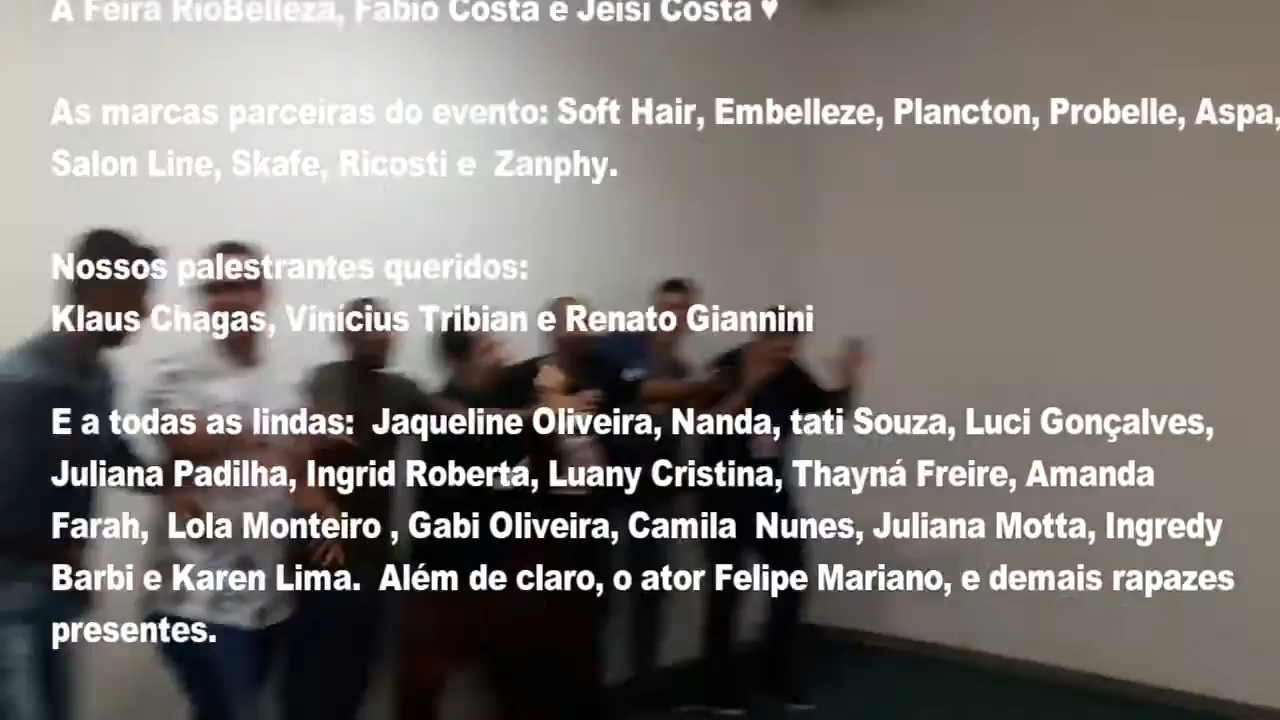 A Feira RioBelleza, Fabio Costa e Jeisi Costa ♥
As marcas parceiras do evento: Soft Hair, Embelleze, Plancton, Probelle, Aspa,
Salon Line, Skafe, Ricosti e Zanphy.
Nossos palestrantes queridos:
Klaus Chagas, Vinícius Tribian e Renato Giannini
E a todas as lindas: Jaqueline Oliveira, Nanda, tati Souza, Luci Gonçalves,
Juliana Padilha, Ingrid Roberta, Luany Cristina, Thayná Freire, Amanda
Farah, Lola Monteiro , Gabi Oliveira, Camila Nunes, Juliana Motta, Ingredy
Barbi e Karen Lima. Além de claro, o ator Felipe Mariano, e demais rapazes
presentes.